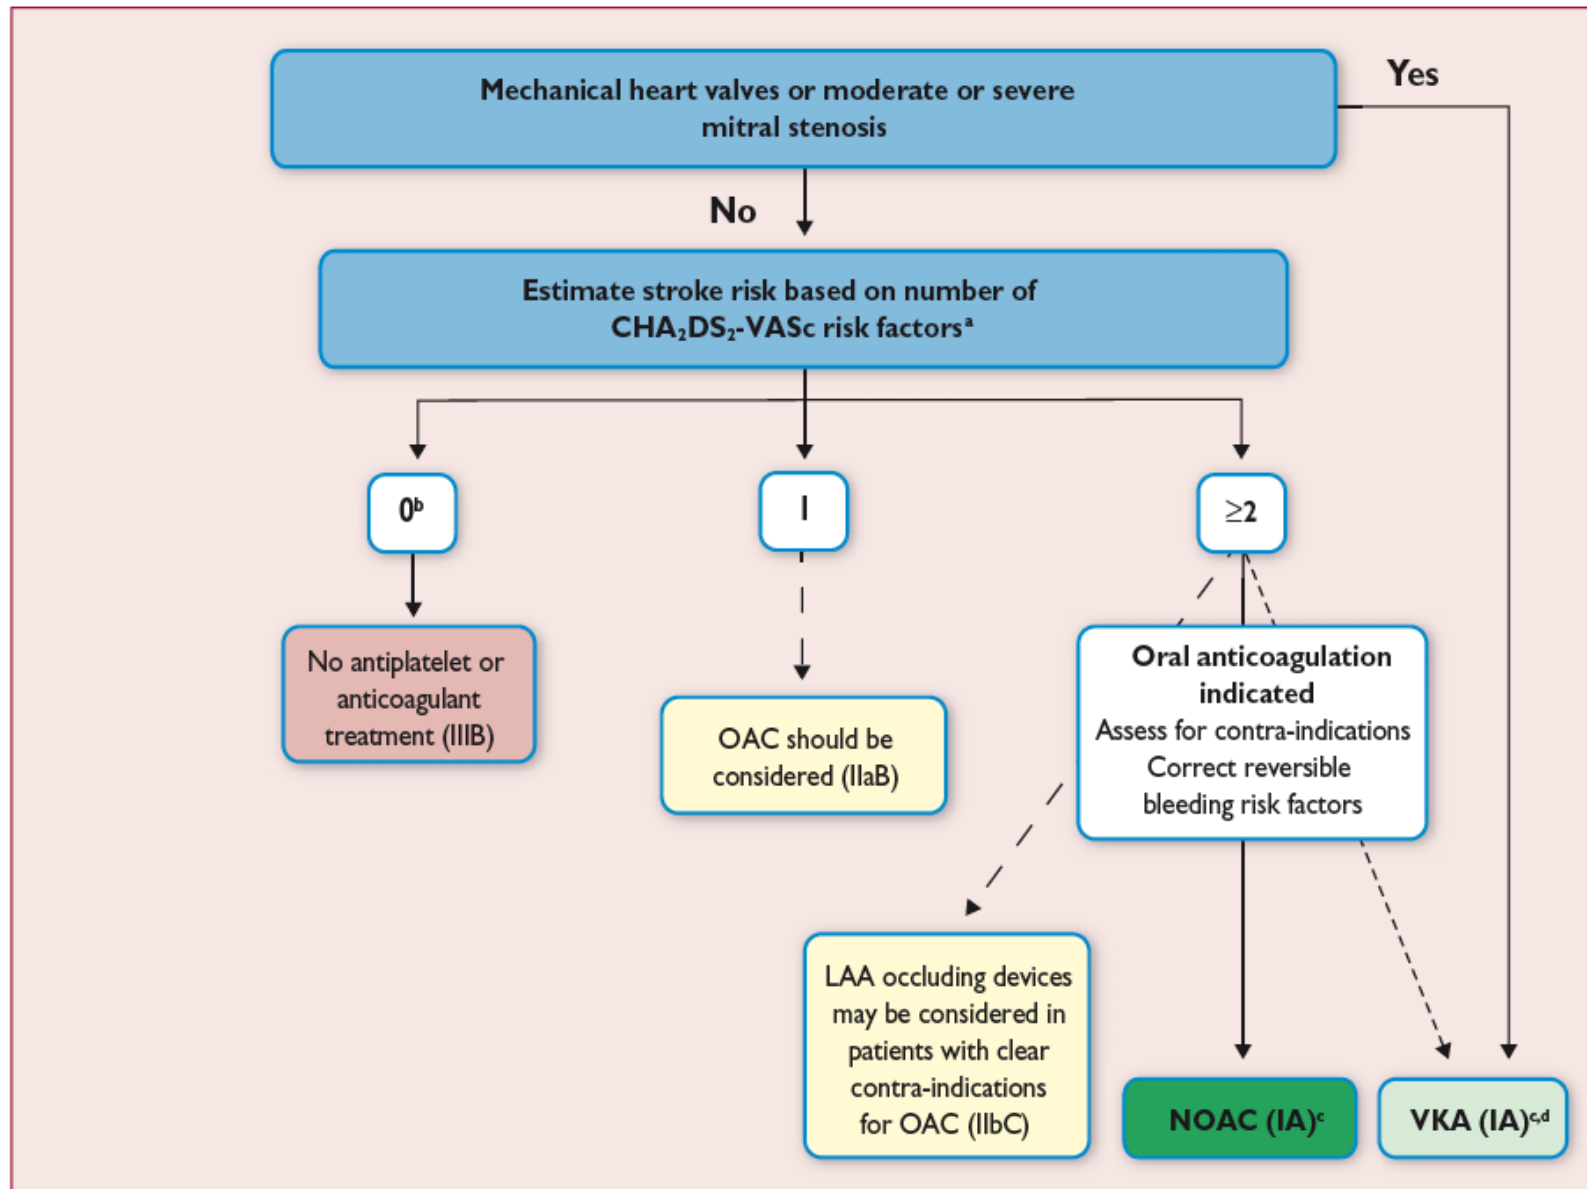 Mechanical heart valves or moderate or severe
mitral stenosis
Yes
No
Estimate stroke risk based on number of
CHA₂DS₂-VASc risk factorsᵃ
0ᵇ
1
≥2
No antiplatelet or
anticoagulant
treatment (IIIB)
OAC should be
considered (IIaB)
Oral anticoagulation
indicated
Assess for contra-indications
Correct reversible
bleeding risk factors
LAA occluding devices
may be considered in
patients with clear
contra-indications
for OAC (IIbC)
NOAC (IA)ᶜ
VKA (IA)ᶜ,ᵈ